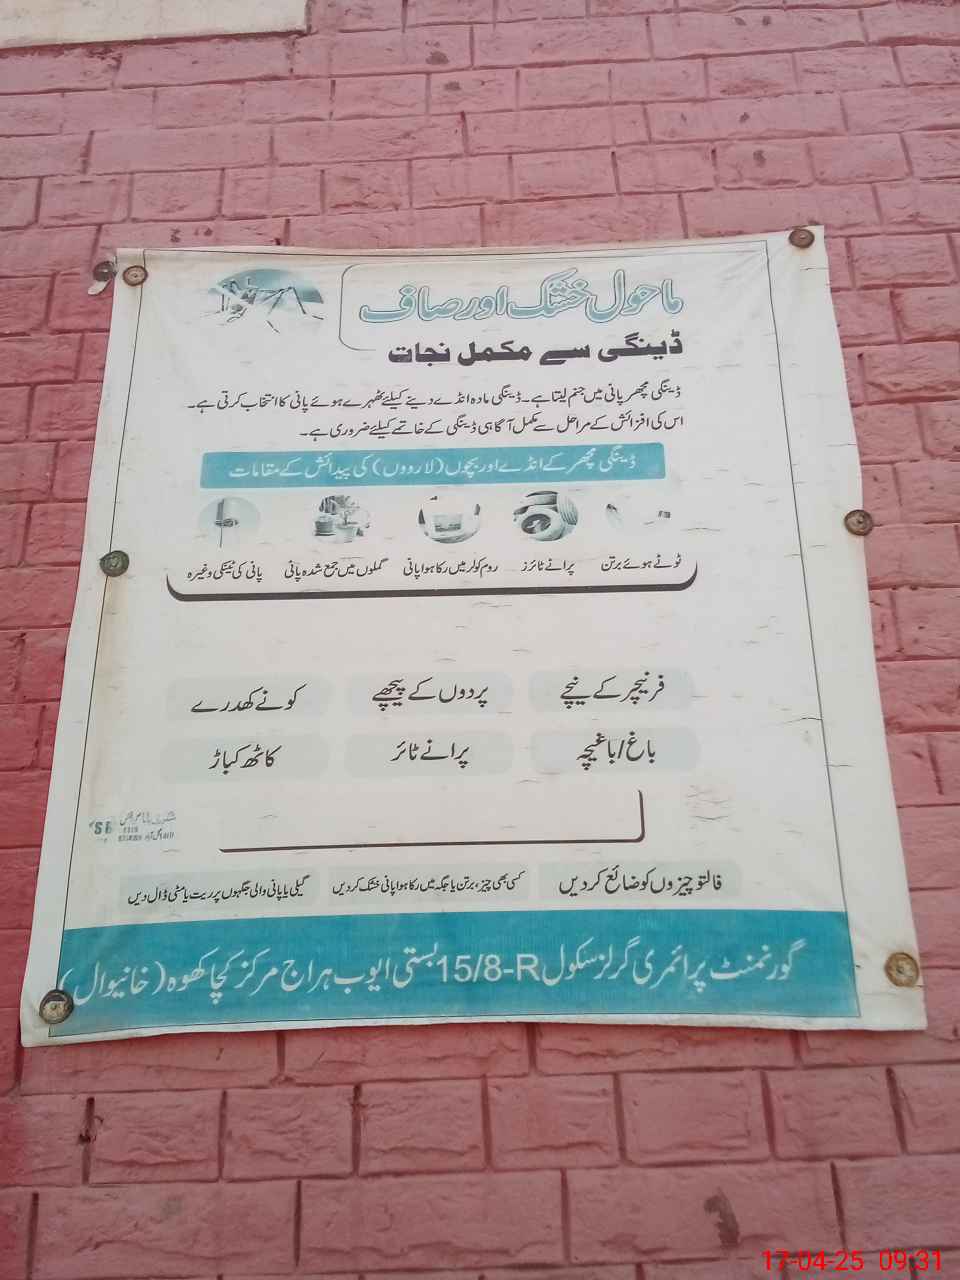 ماحول خشک اور صاف
ڈینگی سے مکمل نجات
ڈینگی مچھر پانی میں جنم لیتا ہے۔ ڈینگی مادہ انڈے دینے کیلئے ٹھہرے ہوئے پانی کا انتخاب کرتی ہے۔
اس کی افزائش کے مراحل سے مکمل آگاہی ڈینگی کے خاتمے کیلئے ضروری ہے۔
ڈینگی مچھر کے انڈے اور بچوں (لارووں) کی پیدائش کے مقامات
ٹوٹے ہوئے برتن پرانے ٹائرز روم کولر میں رکا ہوا پانی گملوں میں جمع شدہ پانی پانی کی ٹینکی وغیرہ
فرنیچر کے نیچے پردوں کے پیچھے کونے کھدرے
باغ/باغیچہ پرانے ٹائر کاٹھ کباڑ
فالتو چیزوں کو ضائع کر دیں کسی بھی چیز، برتن یا جگہ میں رکا ہوا پانی خشک کر دیں گیلی یا پانی والی جگہوں پر ریت یا مٹی ڈال دیں
گورنمنٹ پرائمری گرلز سکول 15/8-R بستی ایوب ہراج مرکز کچا کھوہ (خانیوال)
17-04-25 09:31